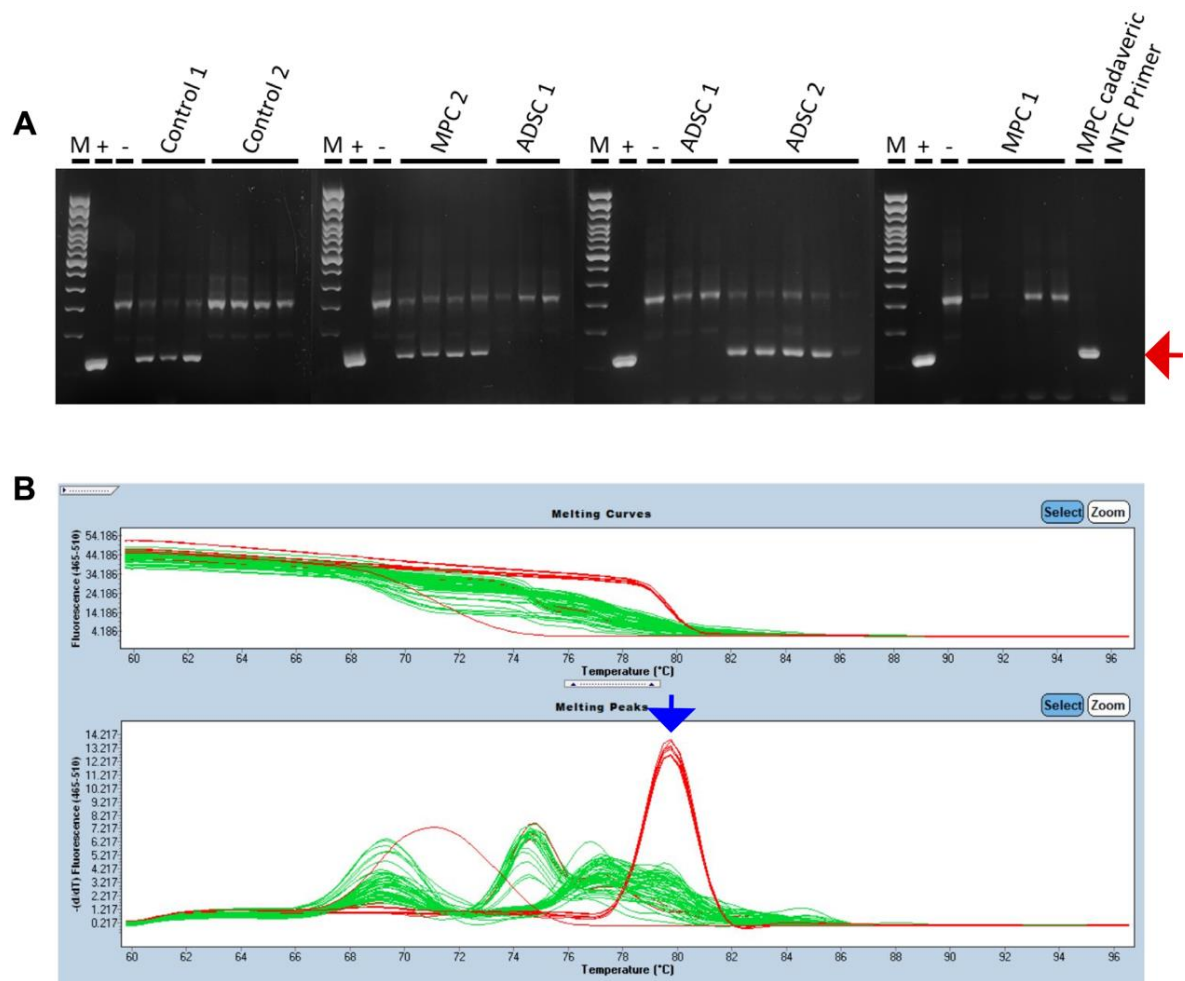 A
M + - Control 1 Control 2 M + - MPC 2 ADSC 1 M + - ADSC 1 ADSC 2 M + - MPC 1 MPC cadaveric NTC Primer
B
Melting Curves
Select Zoom
Fluorescence (465-510)
54.186
44.186
34.186
24.186
14.186
4.186
60 62 64 66 68 70 72 74 76 78 80 82 84 86 88 90 92 94 96
Temperature (°C)
Melting Peaks
Select Zoom
-(d/dT) Fluorescence (465-510)
14.217
13.217
12.217
11.217
10.217
9.217
8.217
7.217
6.217
5.217
4.217
3.217
2.217
1.217
0.217
60 62 64 66 68 70 72 74 76 78 80 82 84 86 88 90 92 94 96
Temperature (°C)